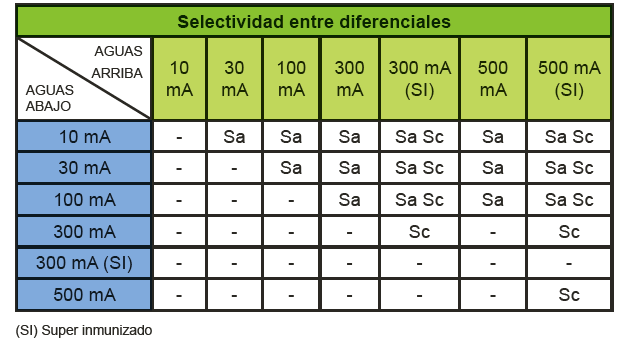 Selectividad entre diferenciales
AGUAS
ARRIBA
AGUAS
ABAJO
10
mA
30
mA
100
mA
300
mA
300 mA
(SI)
500
mA
500 mA
(SI)
10 mA - Sa Sa Sa Sa Sc Sa Sa Sc
30 mA - - Sa Sa Sa Sc Sa Sa Sc
100 mA - - - Sa Sa Sc Sa Sa Sc
300 mA - - - - Sc - Sc
300 mA (SI) - - - - - - -
500 mA - - - - - - Sc
(SI) Super inmunizado